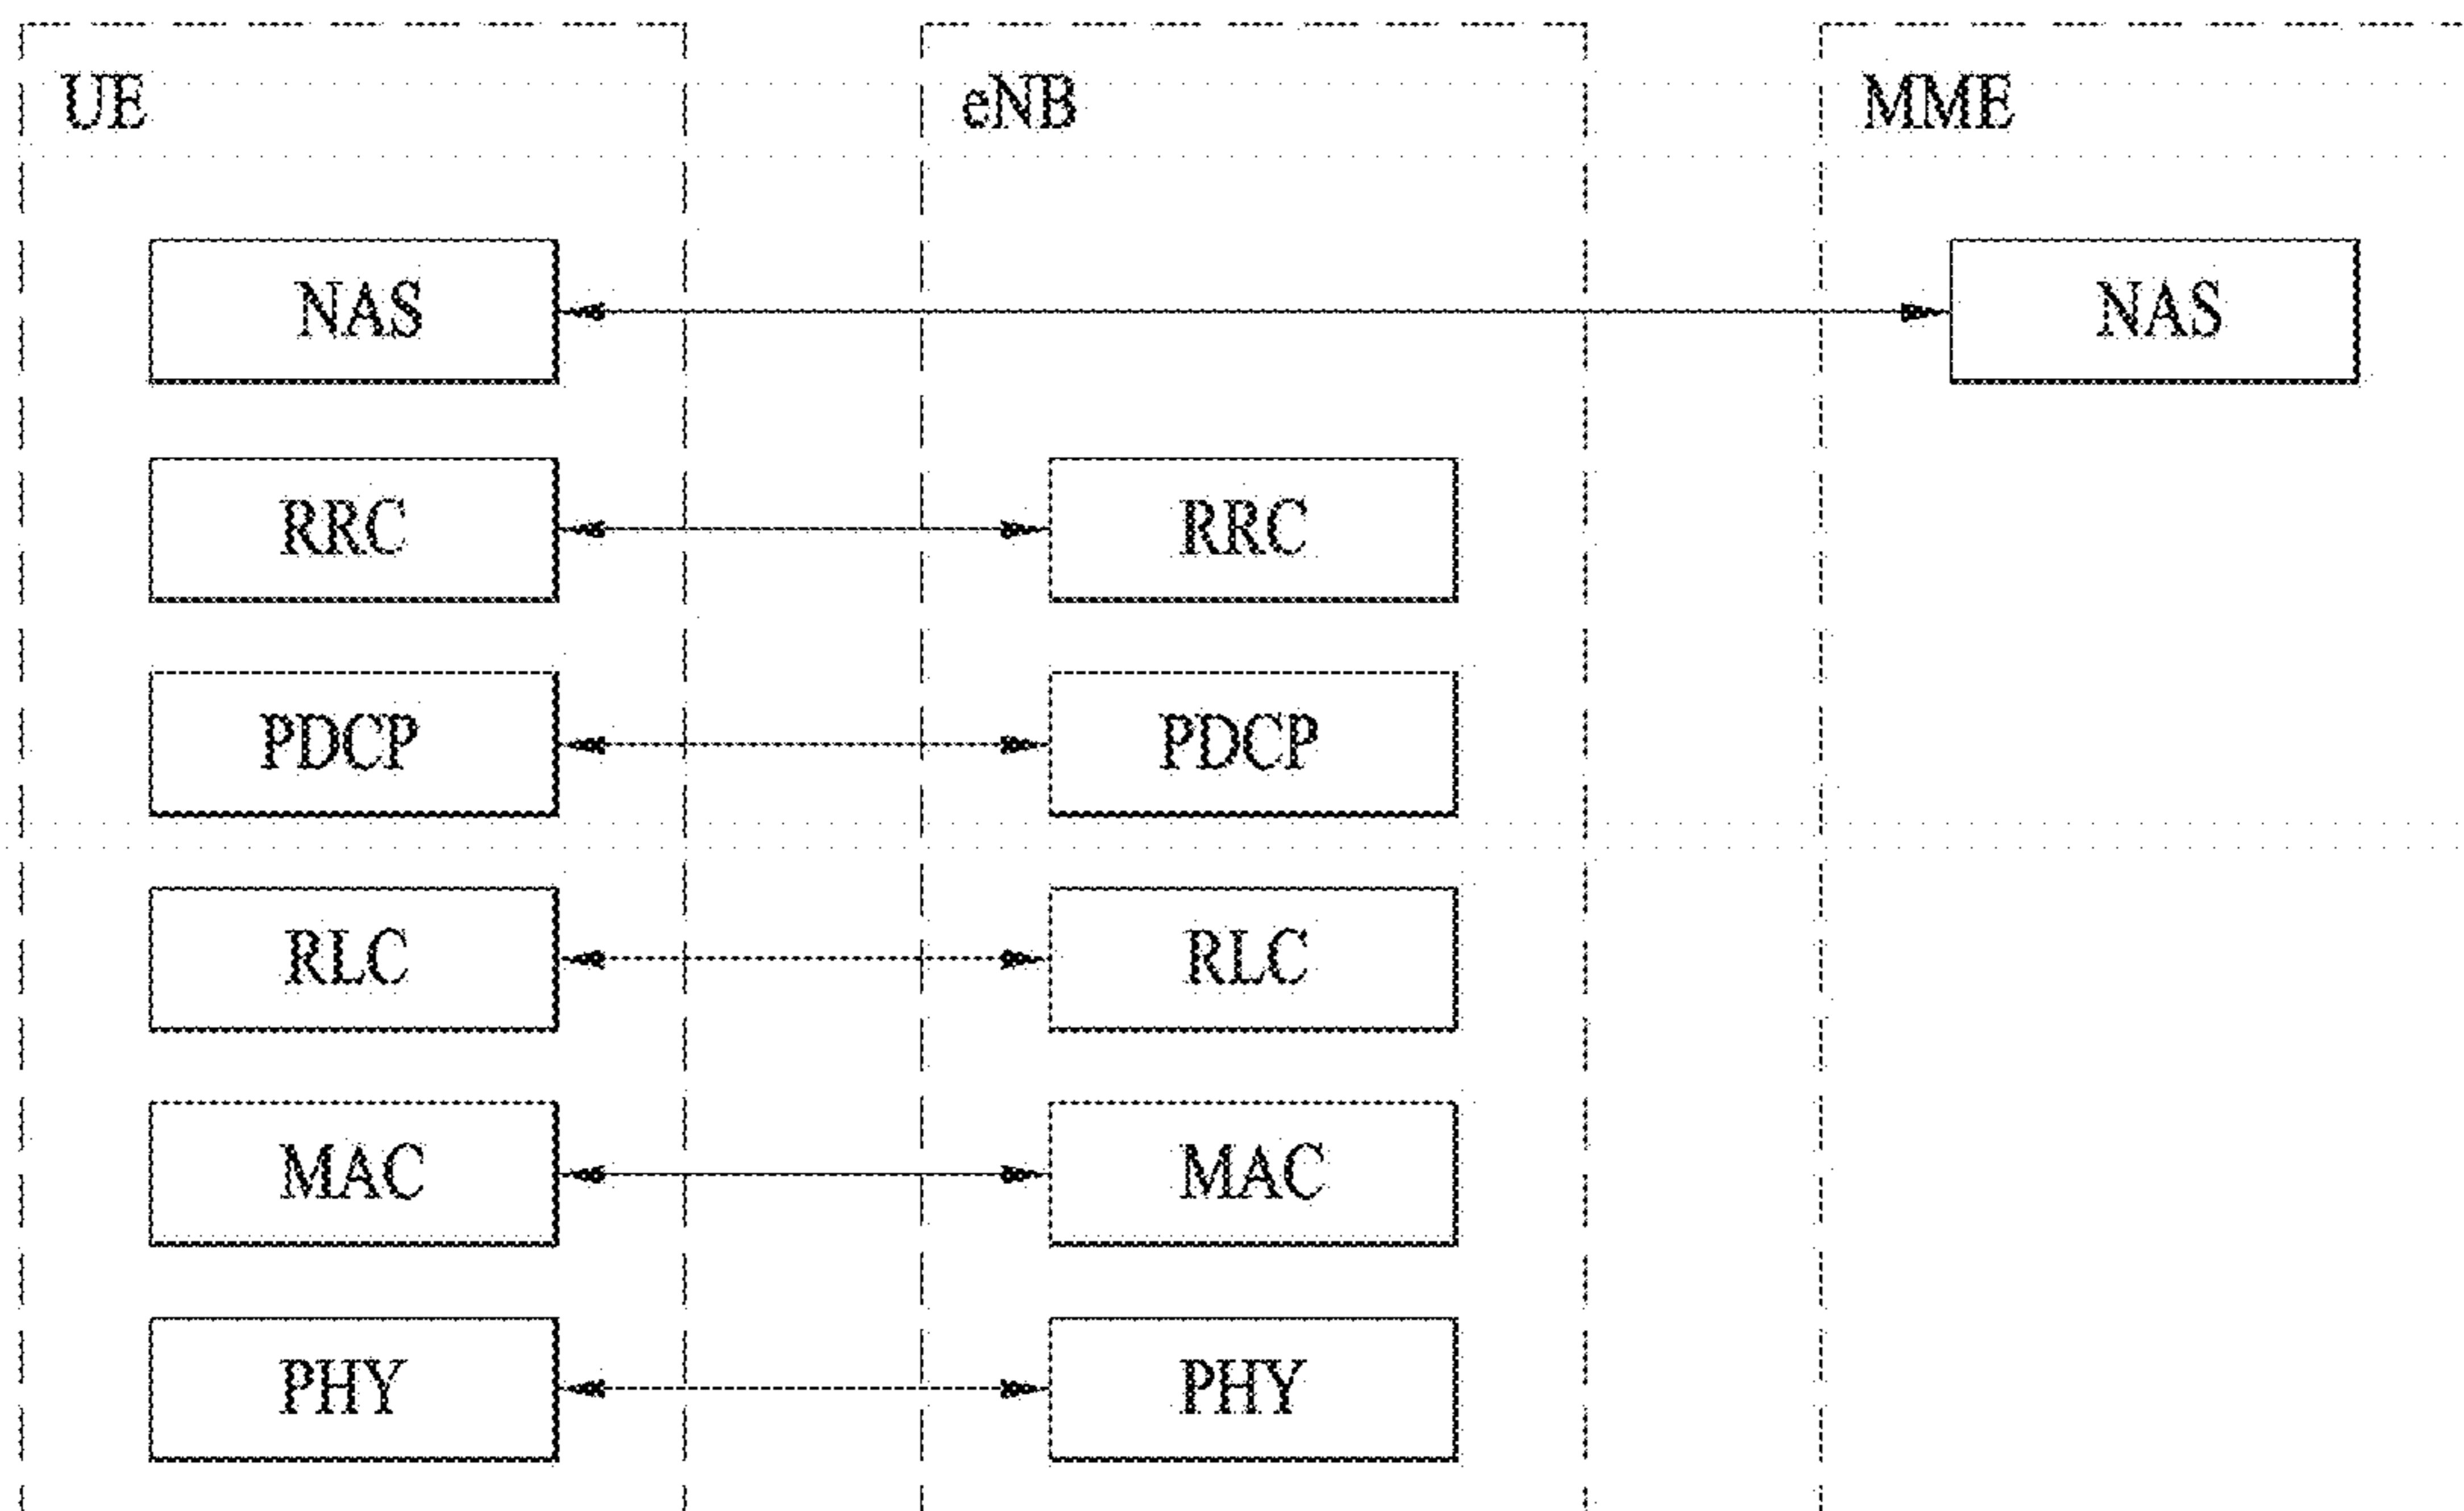 UE eNB MME
NAS NAS
RRC RRC
PDCP PDCP
RLC RLC
MAC MAC
PHY PHY